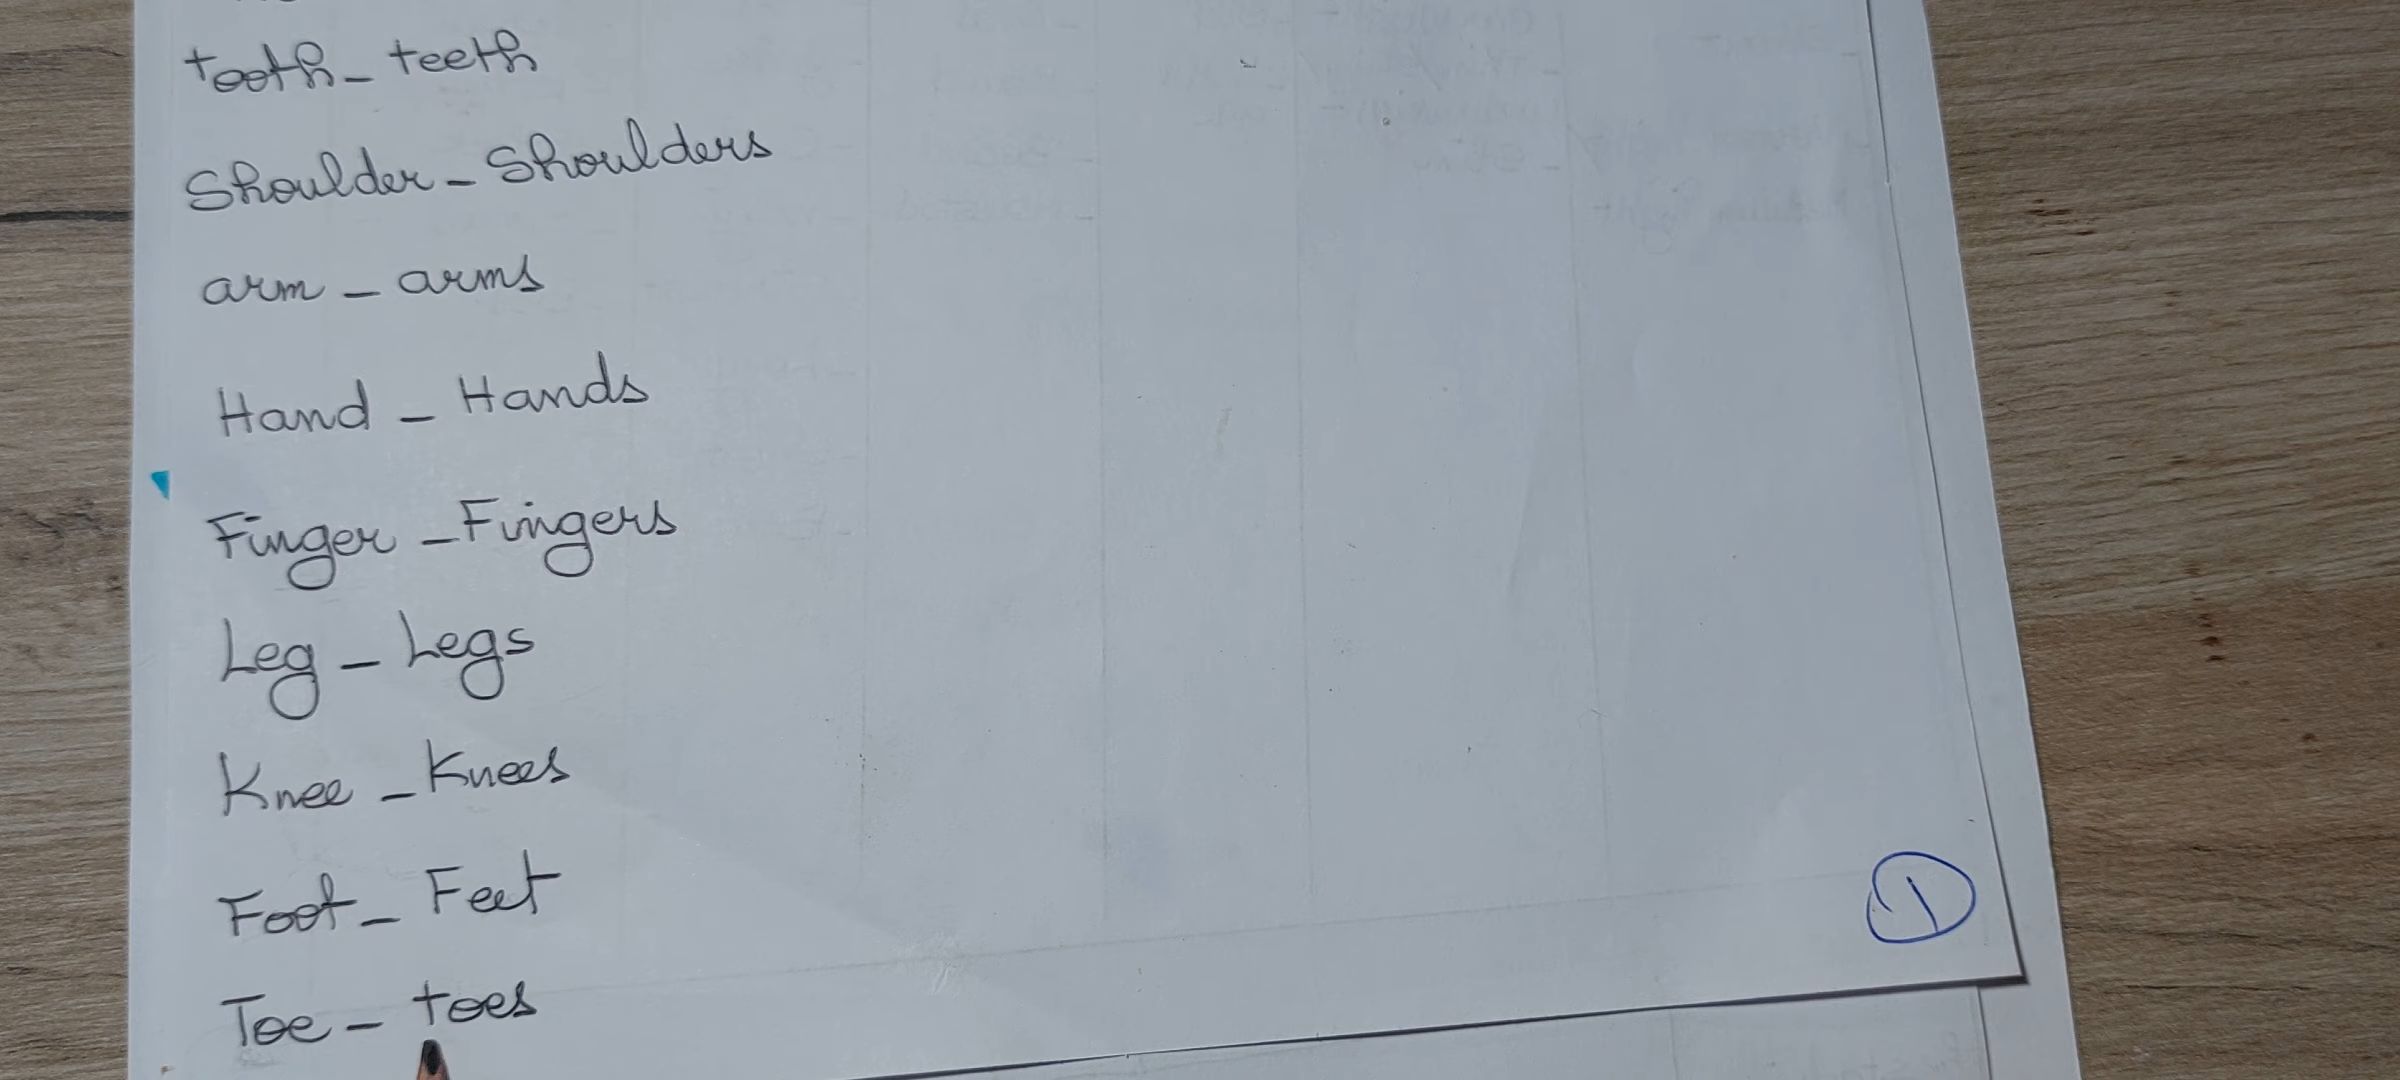 tooth - teeth
Shoulder - Shoulders
arm - arms
Hand - Hands
Finger - Fingers
Leg - Legs
Knee - Knees
Foot - Feet
Toe - toes
1